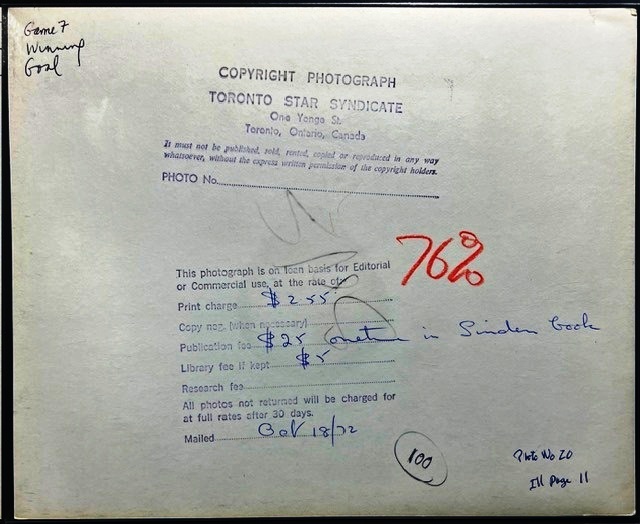 Game 7
Winning
Goal
COPYRIGHT PHOTOGRAPH
TORONTO STAR SYNDICATE
One Yonge St.
Toronto, Ontario, Canada
It must not be published, sold, rented, copied or reproduced in any way
whatsoever, without the express written permission of the copyright holders.
PHOTO No.
76%
This photograph is on loan basis for Editorial
or Commercial use, at the rate of
Print charge $2.55
Copy neg. (when necessary)
Publication fee $25 onetime in Sinden book
Library fee if kept $5
Research fee
All photos not returned will be charged for
at full rates after 30 days.
Mailed Oct 18/72
100
Photo No 20
Ill Page 11